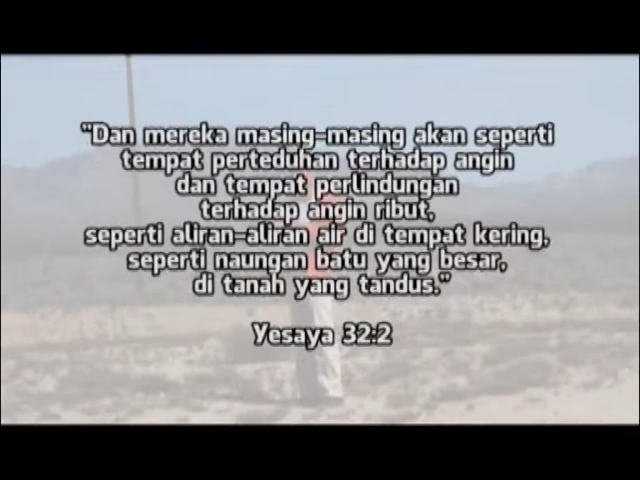 "Dan mereka masing-masing akan seperti
tempat perteduhan terhadap angin
dan tempat perlindungan
terhadap angin ribut,
seperti aliran-aliran air di tempat kering,
seperti naungan batu yang besar,
di tanah yang tandus."
Yesaya 32:2